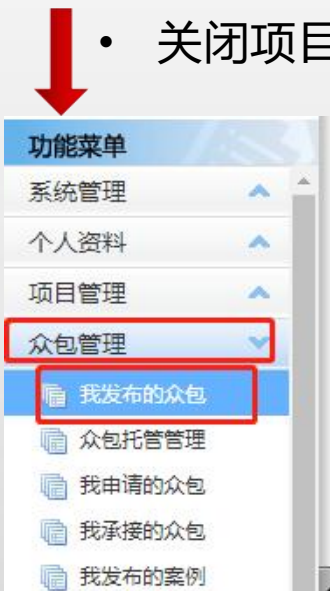 • 关闭项目
功能菜单
系统管理
个人资料
项目管理
众包管理
我发布的众包
众包托管管理
我申请的众包
我承接的众包
我发布的案例